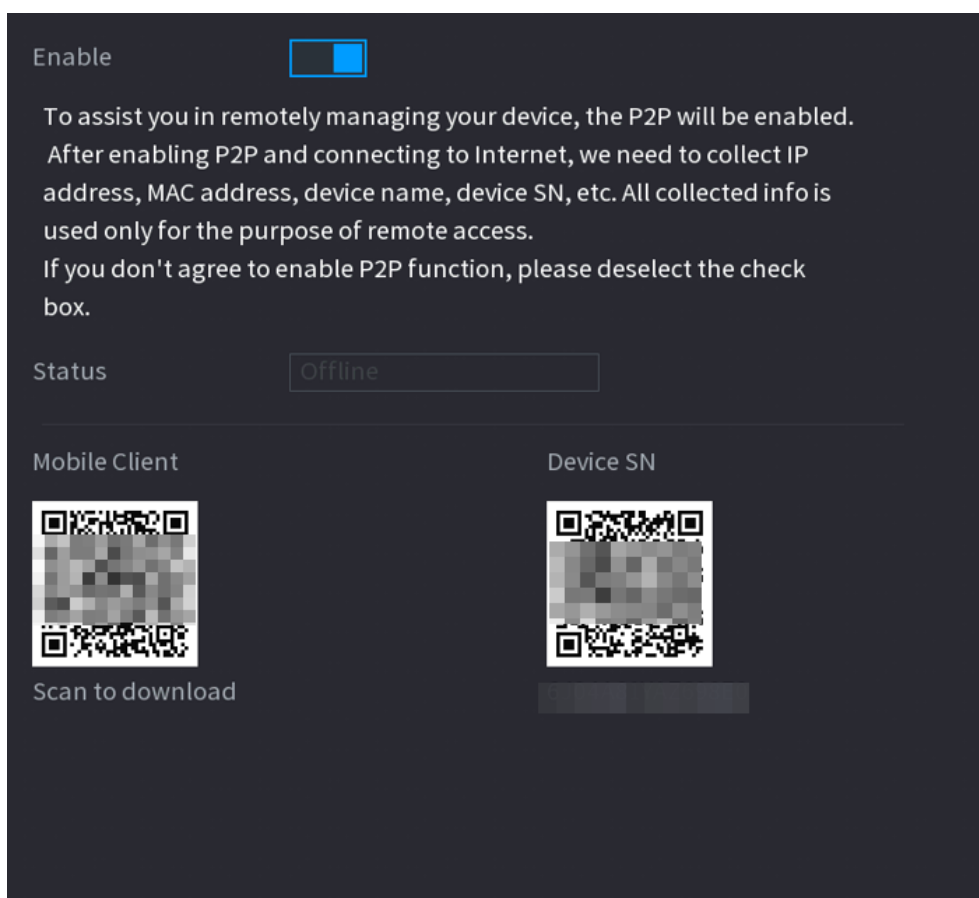 Enable
To assist you in remotely managing your device, the P2P will be enabled.
After enabling P2P and connecting to Internet, we need to collect IP
address, MAC address, device name, device SN, etc. All collected info is
used only for the purpose of remote access.
If you don't agree to enable P2P function, please deselect the check
box.
Status
Offline
Mobile Client
Device SN
Scan to download